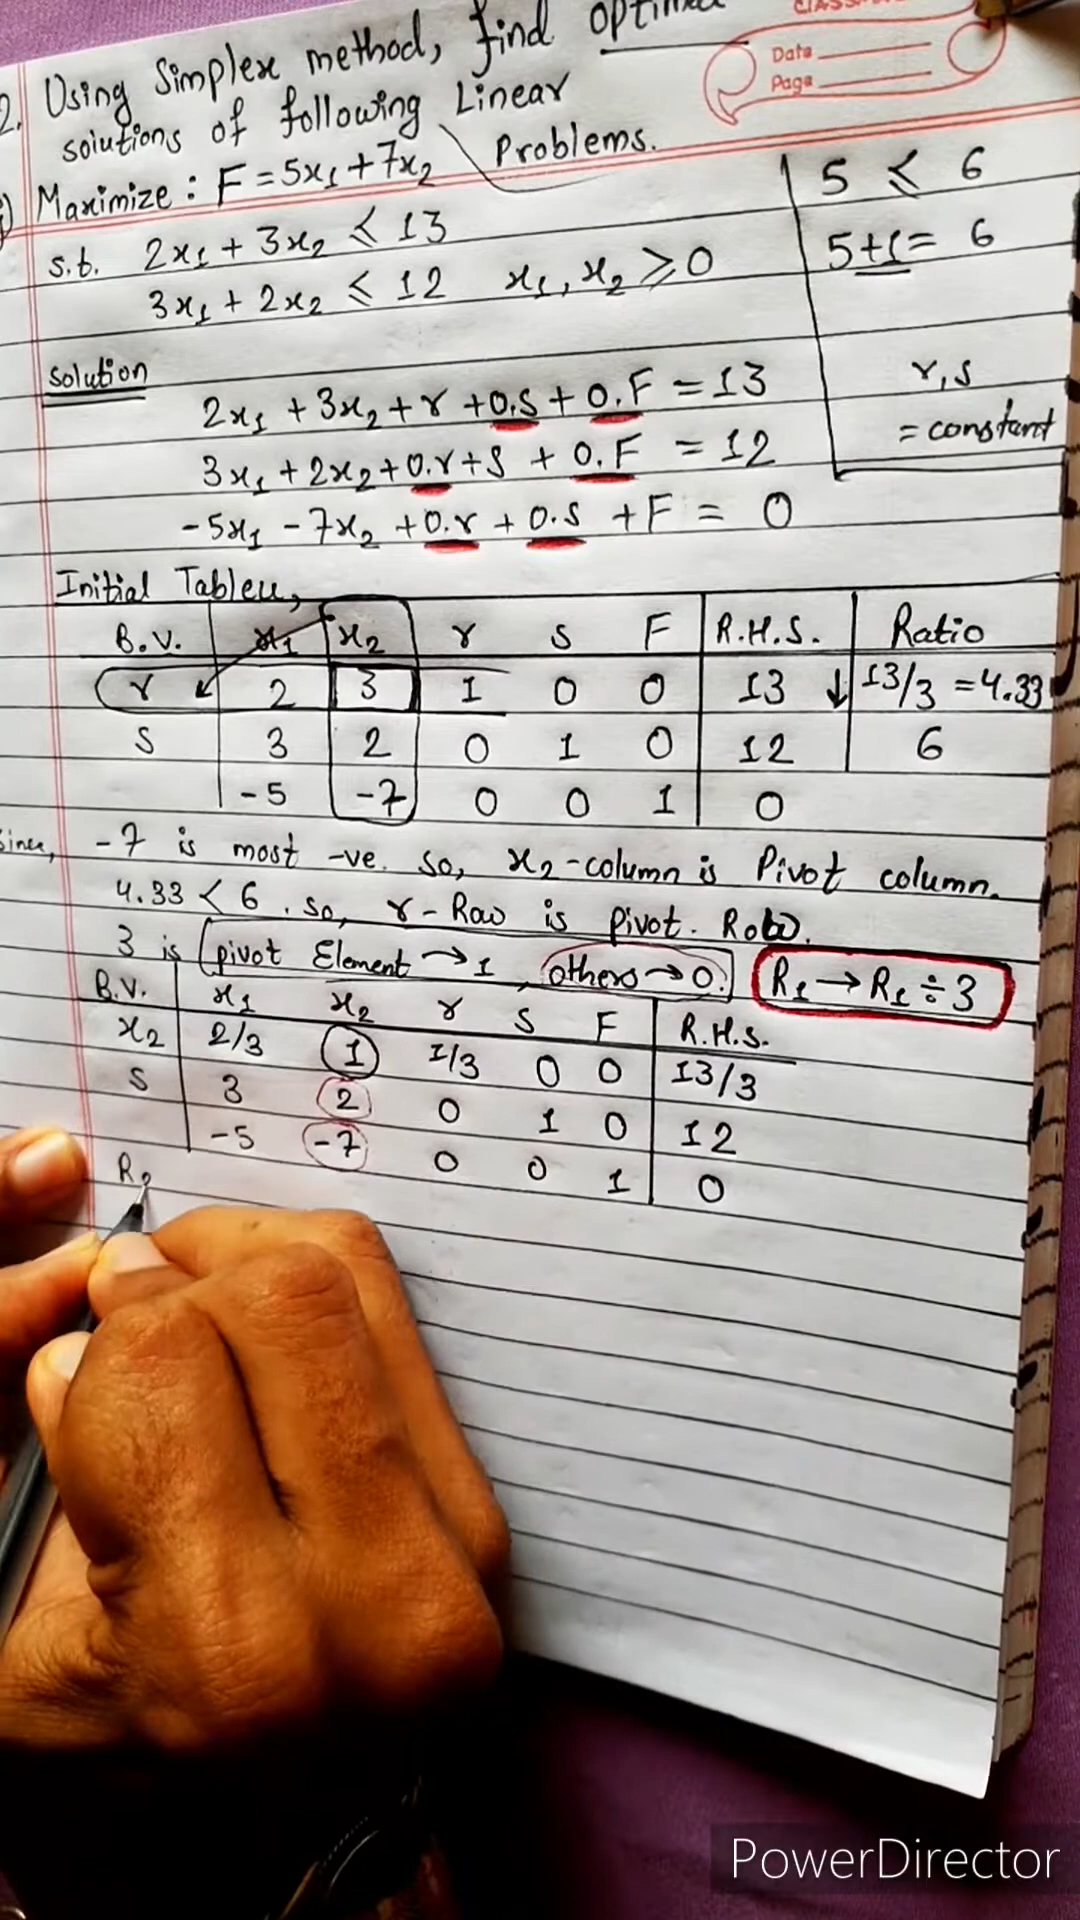 2. Using Simplex method, find optimal
solutions of following Linear
Problems.
i) Maximize : F = 5x₁ + 7x₂
s.t. 2x₁ + 3x₂ ≤ 13
3x₁ + 2x₂ ≤ 12 x₁, x₂ ≥ 0
5 ≤ 6
5+1 = 6
r, s
= constant
Date
Page
Solution
2x₁ + 3x₂ + r + 0.s + 0.F = 13
3x₁ + 2x₂ + 0.r + s + 0.F = 12
-5x₁ - 7x₂ + 0.r + 0.s + F = 0
Initial Tableu,
B.V. x₁ x₂ r s F R.H.S. Ratio
r 2 3 1 0 0 13 ↓ 13/3 = 4.33
s 3 2 0 1 0 12 6
-5 -7 0 0 1 0
Since, -7 is most -ve. so, x₂-column is Pivot column.
4.33 < 6 . so, r-Row is pivot. Row.
3 is pivot Element → 1, others → 0. R₁ → R₁ ÷ 3
B.V. x₁ x₂ r s F R.H.S.
x₂ 2/3 1 1/3 0 0 13/3
s 3 2 0 1 0 12
-5 -7 0 0 1 0
R₂
PowerDirector